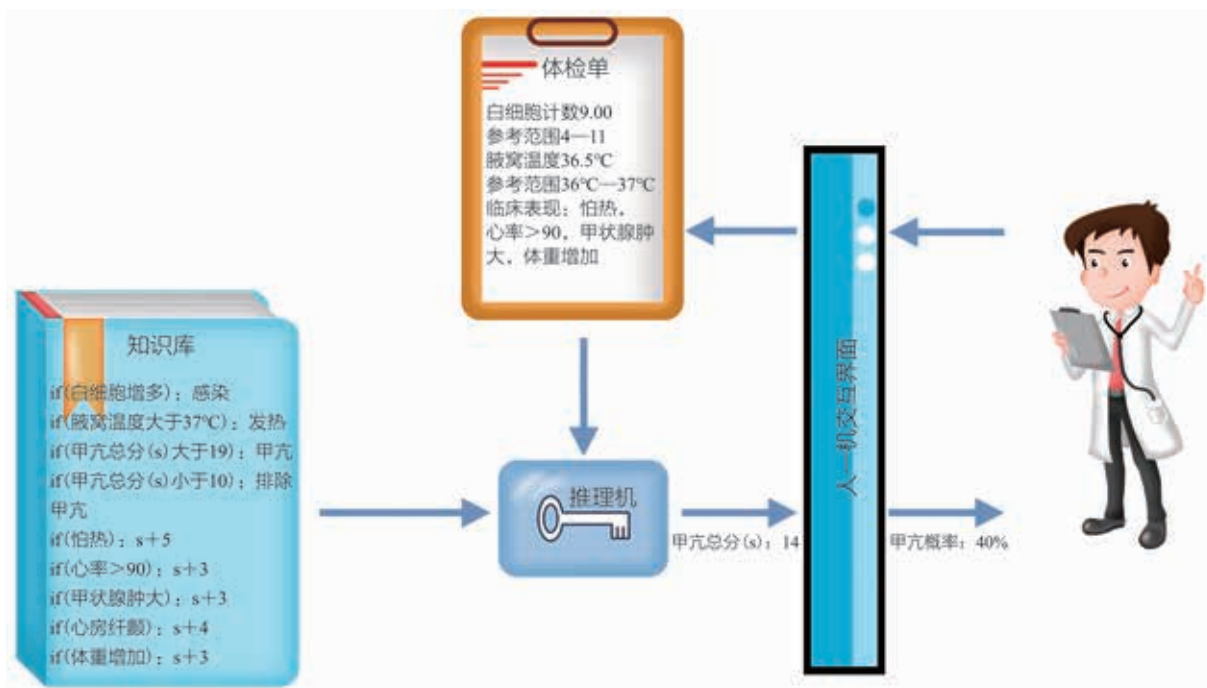 体检单
白细胞计数9.00
参考范围4—11
腋窝温度36.5℃
参考范围36℃—37℃
临床表现：怕热，
心率＞90，甲状腺肿
大，体重增加
知识库
if(白细胞增多)：感染
if(腋窝温度大于37℃)：发热
if(甲亢总分(s)大于19)：甲亢
if(甲亢总分(s)小于10)：排除
甲亢
if(怕热)：s+5
if(心率＞90)：s+3
if(甲状腺肿大)：s+3
if(心房纤颤)：s+4
if(体重增加)：s+3
推理机
甲亢总分(s)：14
人—机交互界面
甲亢概率：40%